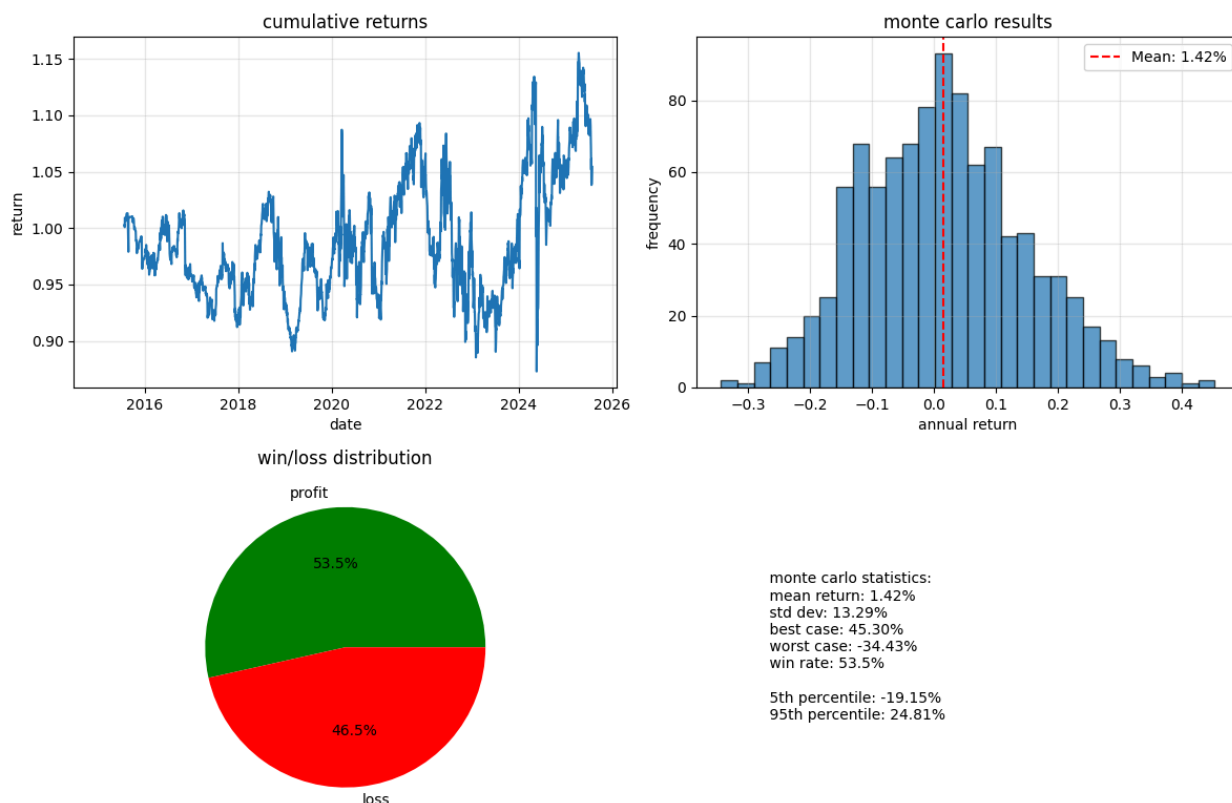 cumulative returns
1.15
1.10
1.05
1.00
0.95
0.90
return
2016 2018 2020 2022 2024 2026
date
monte carlo results
Mean: 1.42%
80
60
40
20
0
frequency
−0.3 −0.2 −0.1 0.0 0.1 0.2 0.3 0.4
annual return
win/loss distribution
profit
53.5%
46.5%
loss
monte carlo statistics:
mean return: 1.42%
std dev: 13.29%
best case: 45.30%
worst case: -34.43%
win rate: 53.5%
5th percentile: -19.15%
95th percentile: 24.81%